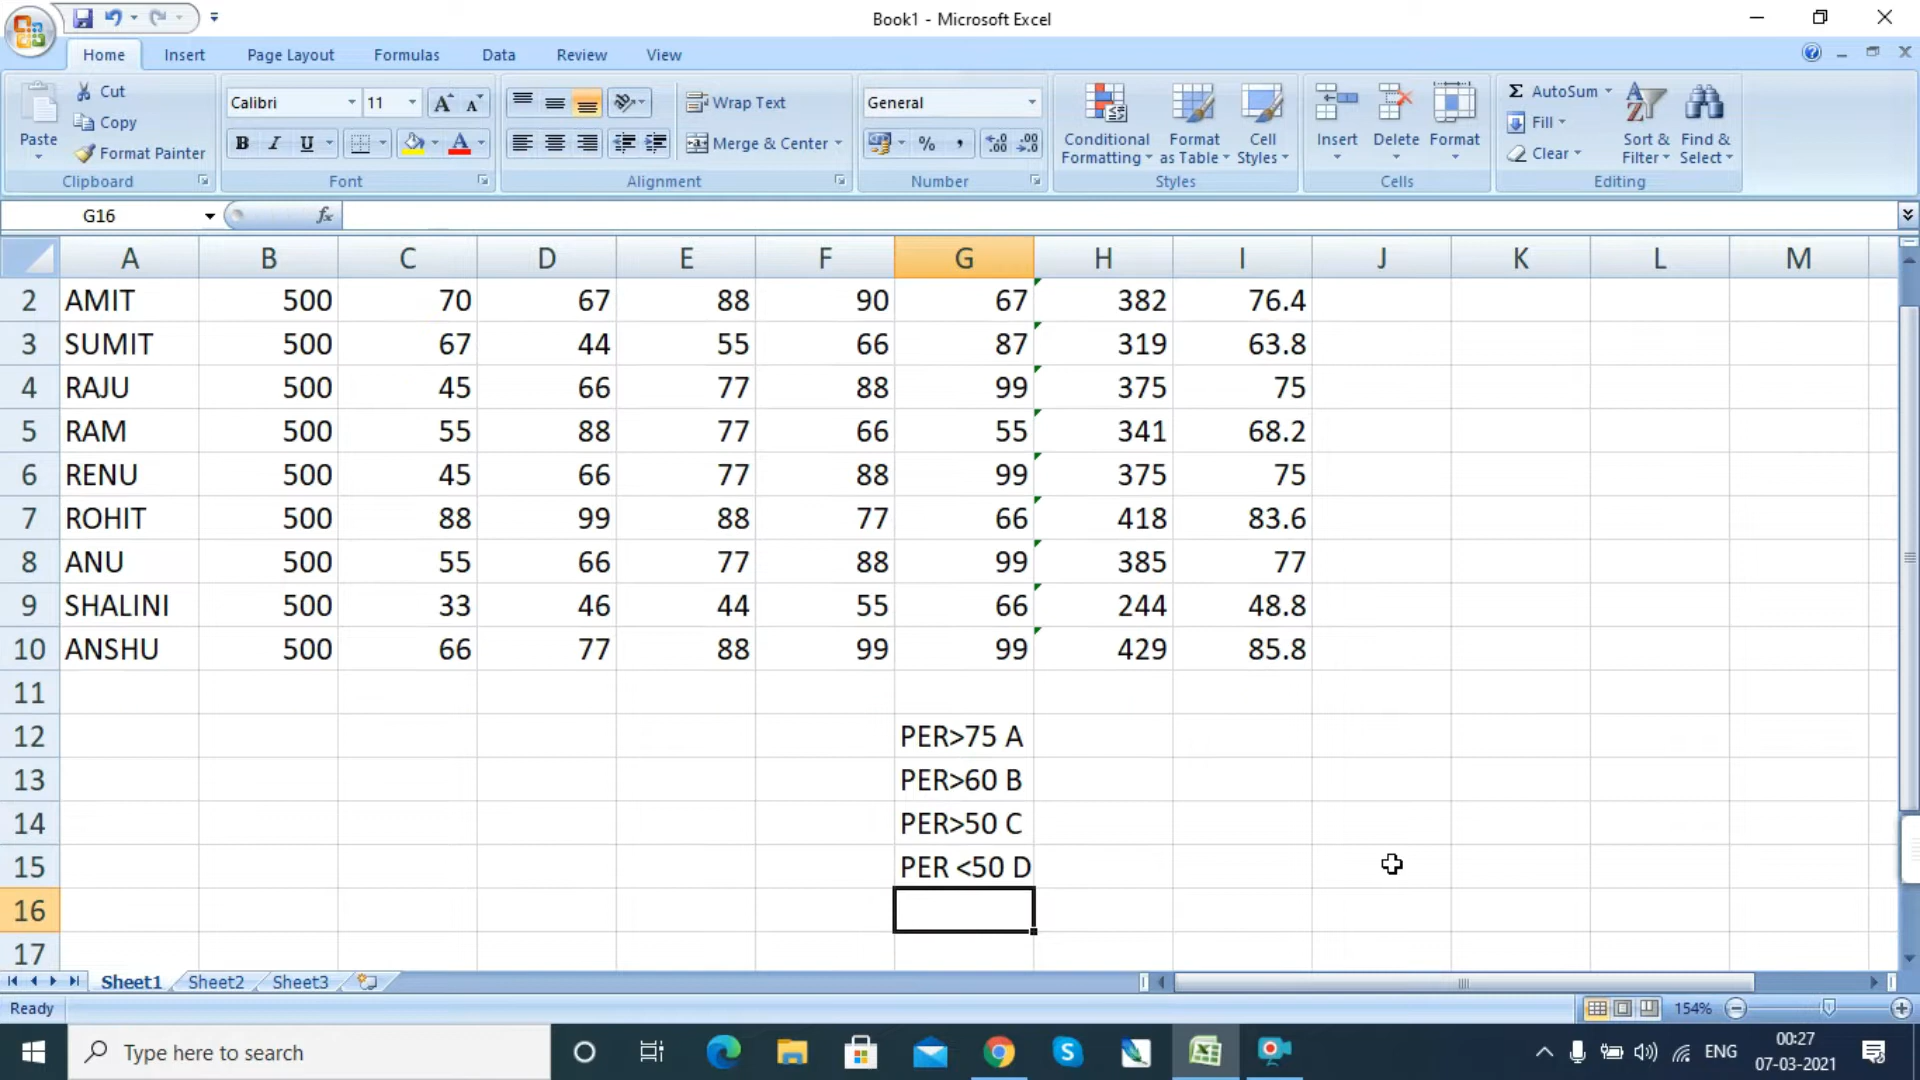 Book1 - Microsoft Excel
Home Insert Page Layout Formulas Data Review View
Paste Cut Copy Format Painter
Calibri 11
B I U
Wrap Text
Merge & Center
General
Conditional Formatting
Format as Table
Cell Styles
Insert Delete Format
AutoSum
Fill
Clear
Sort & Filter
Find & Select
Clipboard Font Alignment Number Styles Cells Editing
G16 fx
A B C D E F G H I J K L M
2 AMIT 500 70 67 88 90 67 382 76.4
3 SUMIT 500 67 44 55 66 87 319 63.8
4 RAJU 500 45 66 77 88 99 375 75
5 RAM 500 55 88 77 66 55 341 68.2
6 RENU 500 45 66 77 88 99 375 75
7 ROHIT 500 88 99 88 77 66 418 83.6
8 ANU 500 55 66 77 88 99 385 77
9 SHALINI 500 33 46 44 55 66 244 48.8
10 ANSHU 500 66 77 88 99 99 429 85.8
11
12 PER>75 A
13 PER>60 B
14 PER>50 C
15 PER <50 D
16
17
Sheet1 Sheet2 Sheet3
Ready 154%
Type here to search
ENG
00:27
07-03-2021